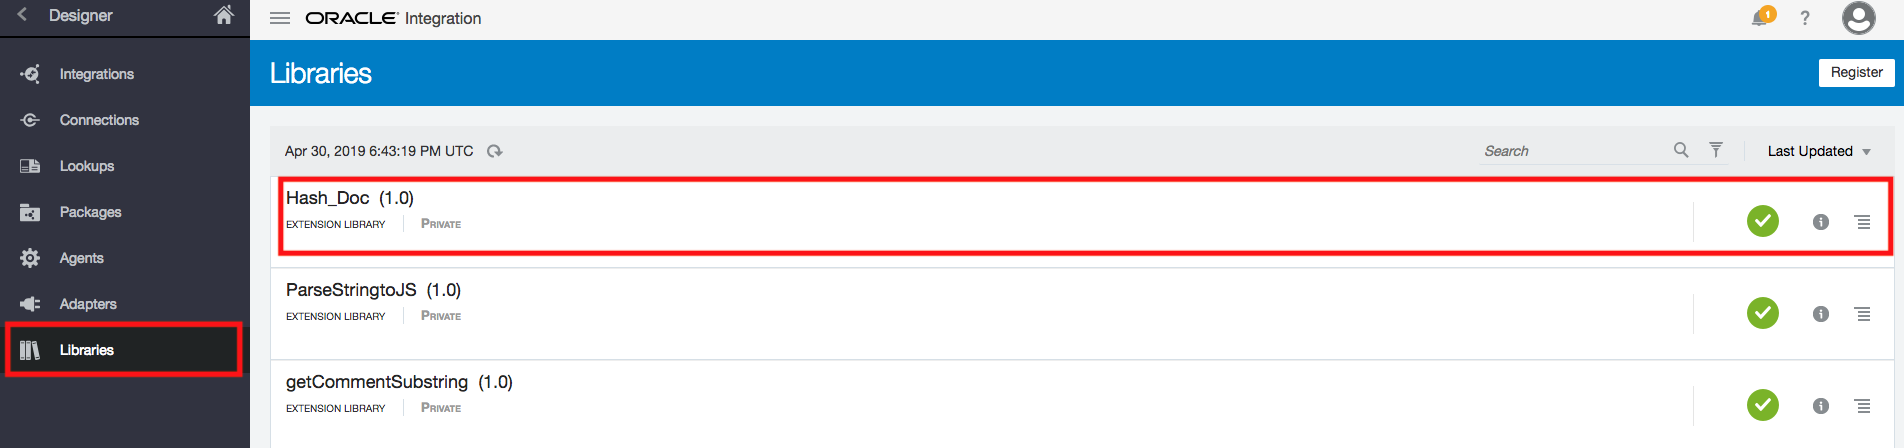 Designer
Integrations
Connections
Lookups
Packages
Agents
Adapters
Libraries
ORACLE® Integration
1
?
Libraries
Register
Apr 30, 2019 6:43:19 PM UTC
Search
Last Updated
Hash_Doc (1.0)
EXTENSION LIBRARY PRIVATE
ParseStringtoJS (1.0)
EXTENSION LIBRARY PRIVATE
getCommentSubstring (1.0)
EXTENSION LIBRARY PRIVATE